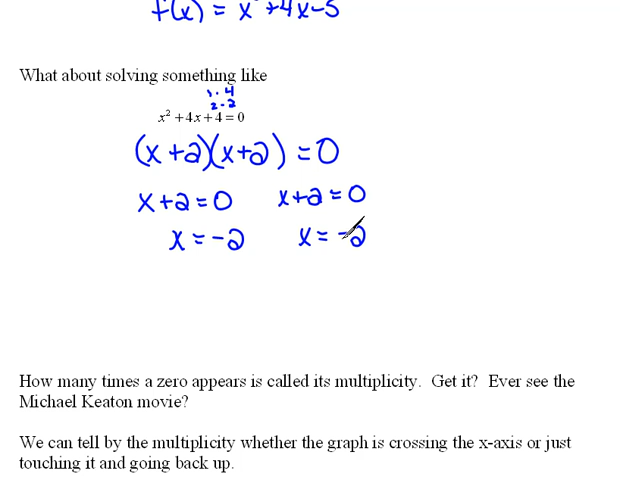 f(x) = x² + 4x - 5
What about solving something like
1 · 4
2 · 2
x² + 4x + 4 = 0
(x + 2)(x + 2) = 0
x + 2 = 0 x + 2 = 0
x = -2 x = -2
How many times a zero appears is called its multiplicity. Get it? Ever see the
Michael Keaton movie?
We can tell by the multiplicity whether the graph is crossing the x-axis or just
touching it and going back up.